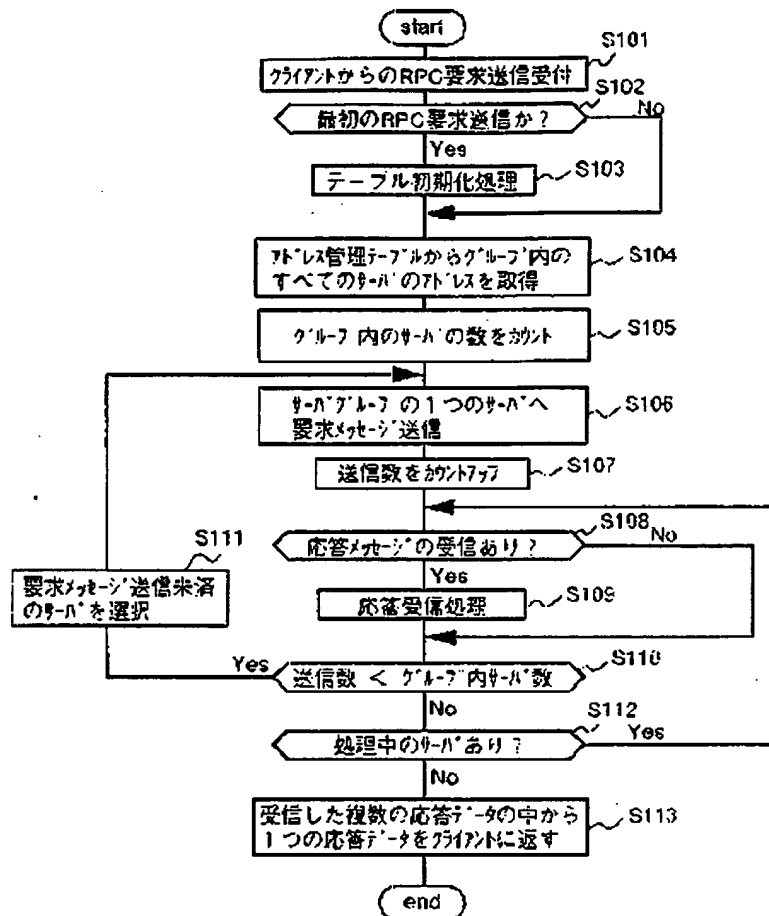 start
S101
クライアントからのRPC要求送信受付
S102
最初のRPC要求送信か?
No
Yes
テーブル初期化処理
S103
アドレス管理テーブルからグループ内の
すべてのサーバのアドレスを取得
S104
グループ内のサーバの数をカウント
S105
サーバグループの1つのサーバへ
要求メッセージ送信
S106
送信数をカウントアップ
S107
S108
応答メッセージの受信あり?
No
Yes
S111
要求メッセージ送信未済
のサーバを選択
応答受信処理
S109
S110
Yes
送信数 < グループ内サーバ数
No
S112
処理中のサーバあり?
Yes
No
受信した複数の応答データの中から
1つの応答データをクライアントに返す
S113
end